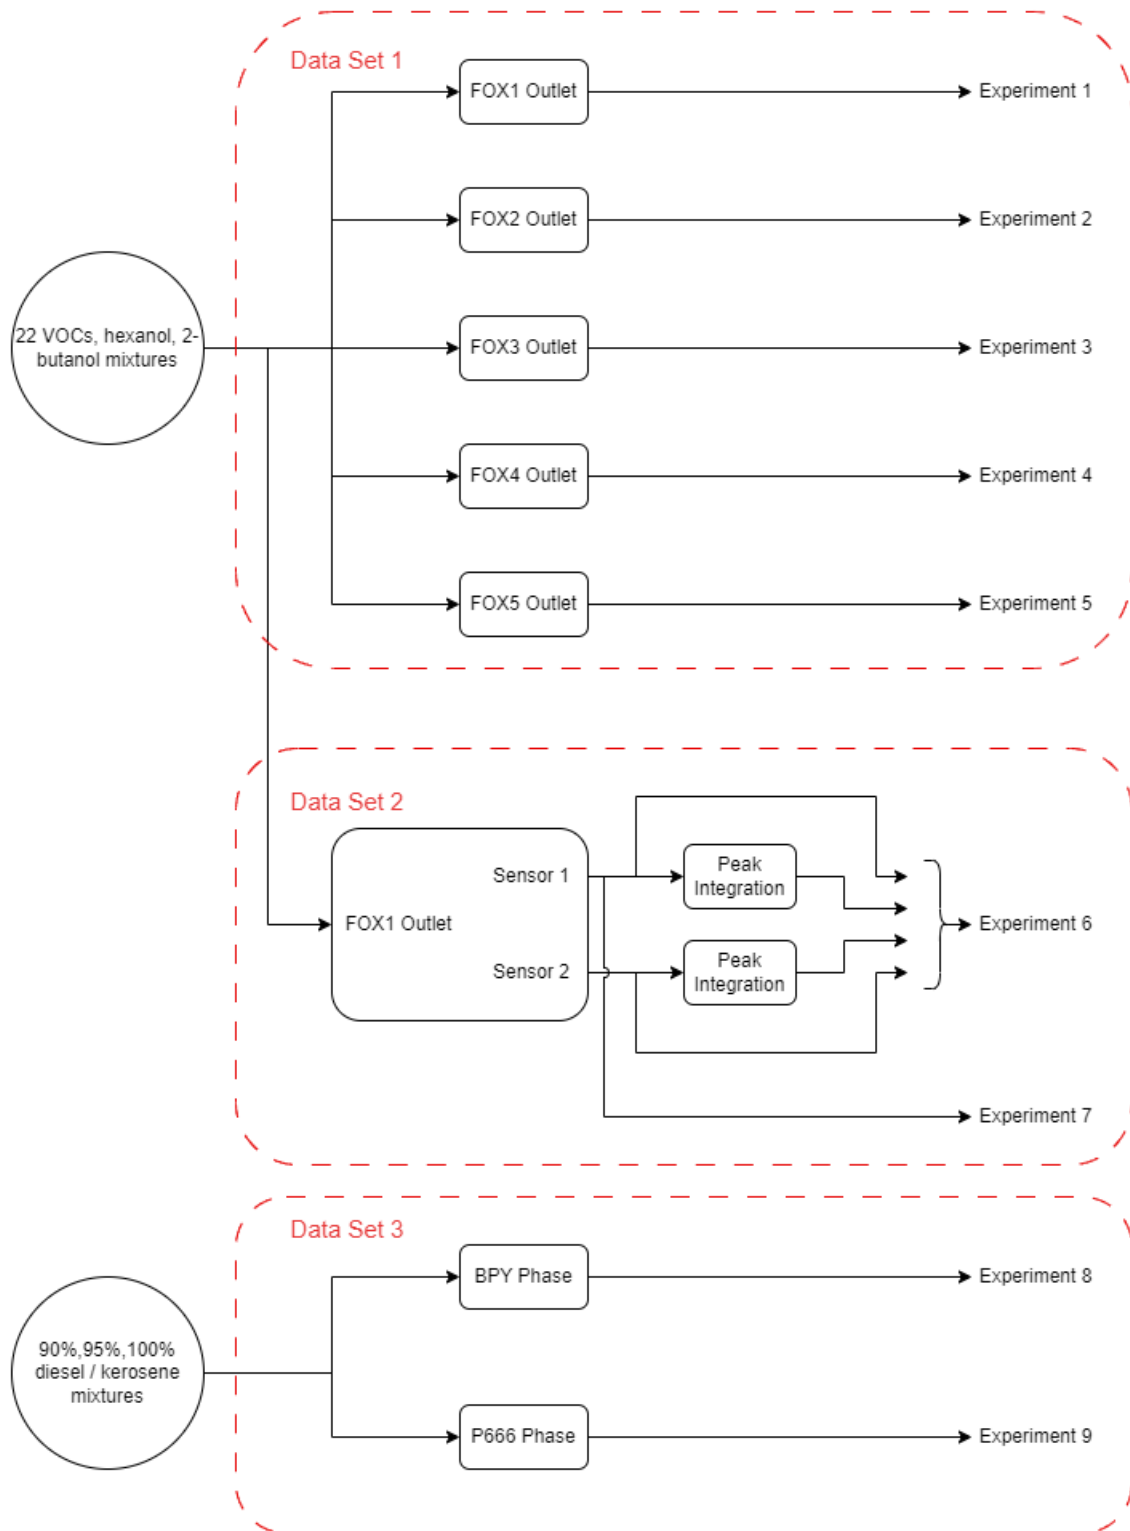 Data Set 1
FOX1 Outlet
Experiment 1
FOX2 Outlet
Experiment 2
22 VOCs, hexanol, 2-
butanol mixtures
FOX3 Outlet
Experiment 3
FOX4 Outlet
Experiment 4
FOX5 Outlet
Experiment 5
Data Set 2
FOX1 Outlet
Sensor 1
Sensor 2
Peak
Integration
Peak
Integration
Experiment 6
Experiment 7
Data Set 3
90%,95%,100%
diesel / kerosene
mixtures
BPY Phase
Experiment 8
P666 Phase
Experiment 9